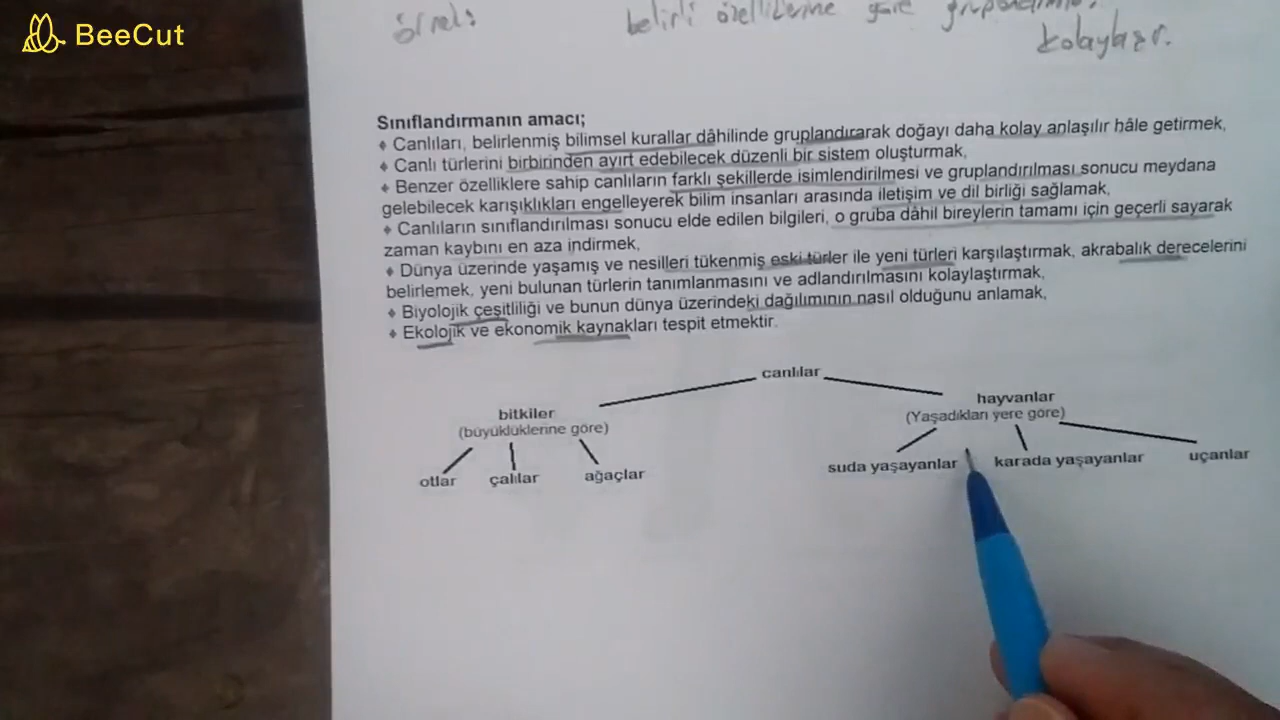 BeeCut
örnek:
belirli özelliklerine göre
kolaylaşır.
Sınıflandırmanın amacı;
♦ Canlıları, belirlenmiş bilimsel kurallar dâhilinde gruplandırarak doğayı daha kolay anlaşılır hâle getirmek,
♦ Canlı türlerini birbirinden ayırt edebilecek düzenli bir sistem oluşturmak,
♦ Benzer özelliklere sahip canlıların farklı şekillerde isimlendirilmesi ve gruplandırılması sonucu meydana
gelebilecek karışıklıkları engelleyerek bilim insanları arasında iletişim ve dil birliği sağlamak,
♦ Canlıların sınıflandırılması sonucu elde edilen bilgileri, o gruba dâhil bireylerin tamamı için geçerli sayarak
zaman kaybını en aza indirmek,
♦ Dünya üzerinde yaşamış ve nesilleri tükenmiş eski türler ile yeni türleri karşılaştırmak, akrabalık derecelerini
belirlemek, yeni bulunan türlerin tanımlanmasını ve adlandırılmasını kolaylaştırmak,
♦ Biyolojik çeşitliliği ve bunun dünya üzerindeki dağılımının nasıl olduğunu anlamak,
♦ Ekolojik ve ekonomik kaynakları tespit etmektir.
canlılar
bitkiler
(büyüklüklerine göre)
otlar çalılar ağaçlar
hayvanlar
(Yaşadıkları yere göre)
suda yaşayanlar karada yaşayanlar uçanlar